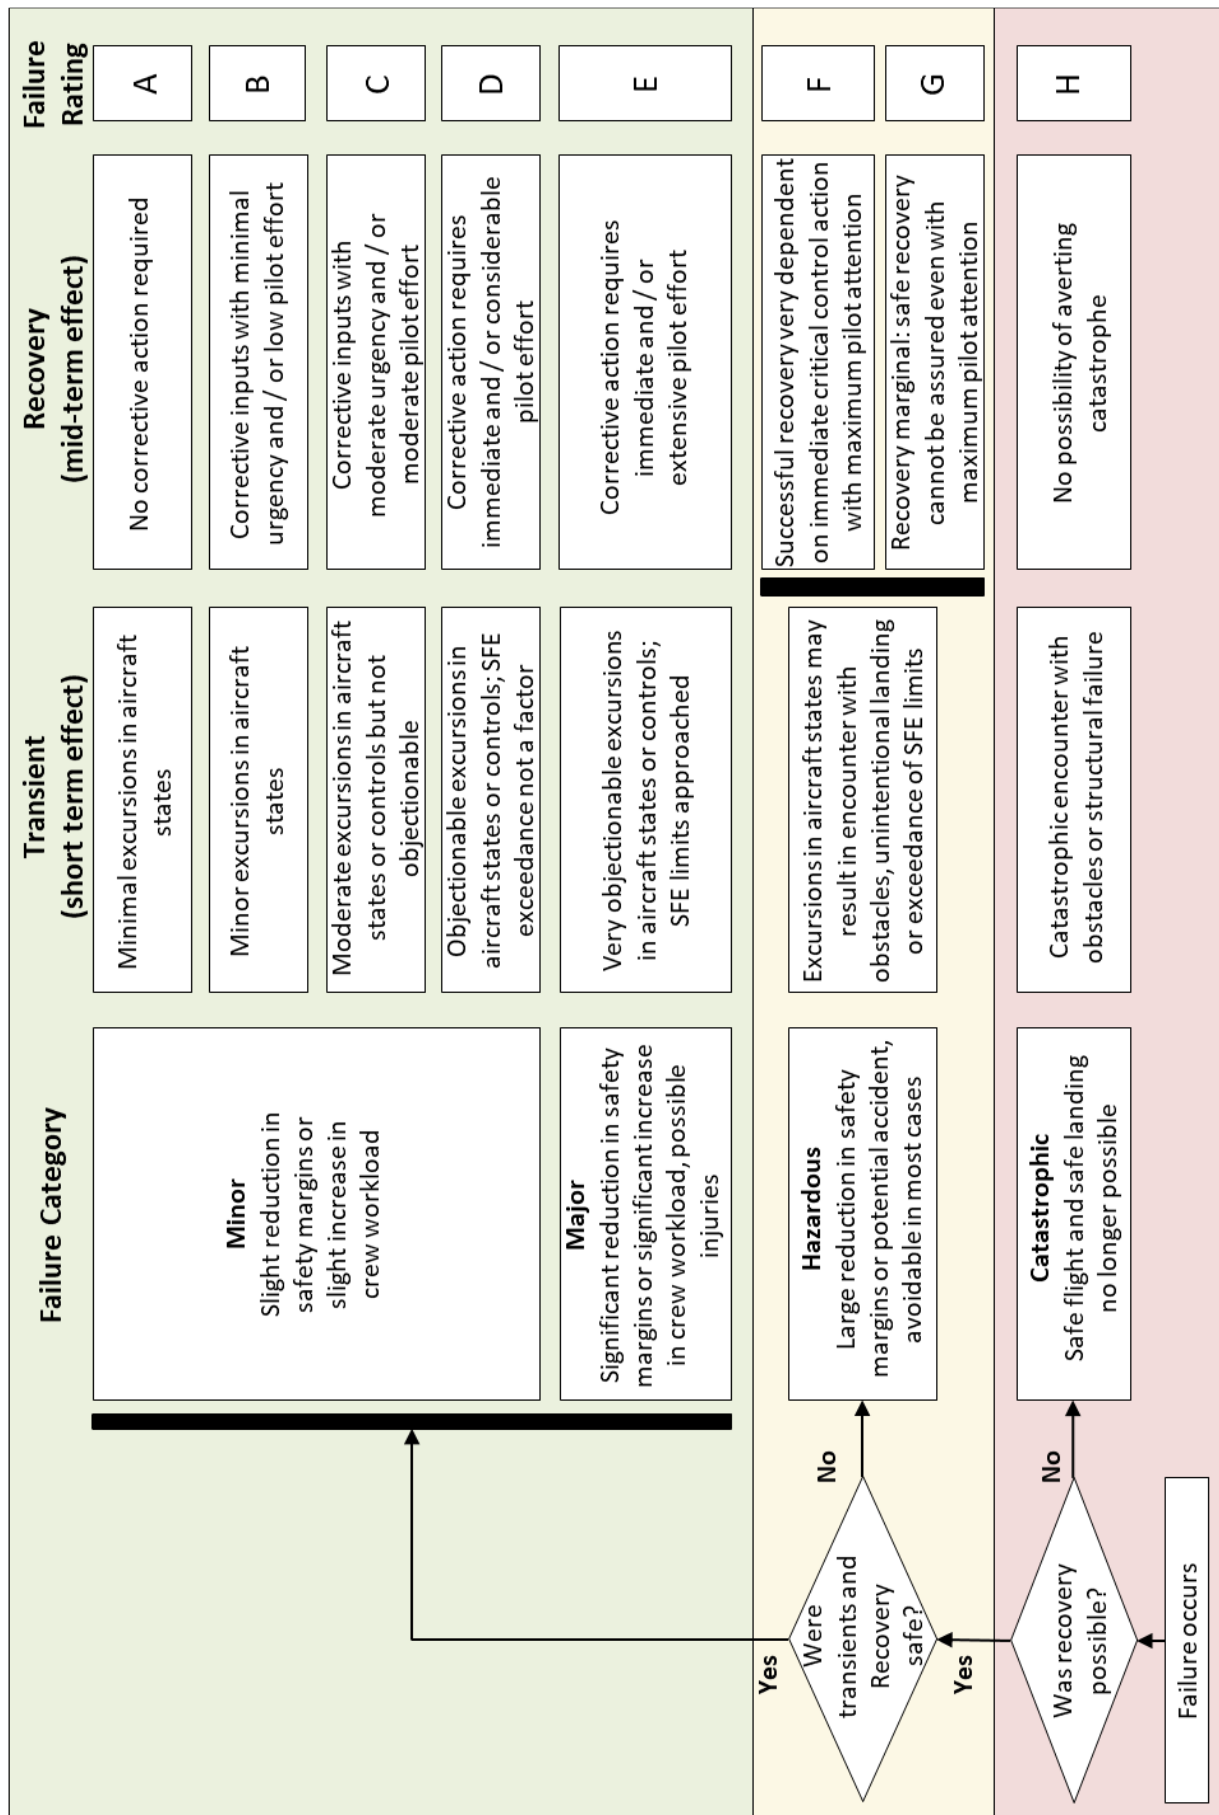 Failure Category
Transient
(short term effect)
Recovery
(mid-term effect)
Failure
Rating
Minor
Slight reduction in
safety margins or
slight increase in
crew workload
Minimal excursions in aircraft
states
No corrective action required
A
Minor excursions in aircraft
states
Corrective inputs with minimal
urgency and / or low pilot effort
B
Moderate excursions in aircraft
states or controls but not
objectionable
Corrective inputs with
moderate urgency and / or
moderate pilot effort
C
Objectionable excursions in
aircraft states or controls; SFE
exceedance not a factor
Corrective action requires
immediate and / or considerable
pilot effort
D
Major
Significant reduction in safety
margins or significant increase
in crew workload, possible
injuries
Very objectionable excursions
in aircraft states or controls;
SFE limits approached
Corrective action requires
immediate and / or
extensive pilot effort
E
Yes
Were
transients and
Recovery
safe?
No
Hazardous
Large reduction in safety
margins or potential accident,
avoidable in most cases
Excursions in aircraft states may
result in encounter with
obstacles, unintentional landing
or exceedance of SFE limits
Successful recovery very dependent
on immediate critical control action
with maximum pilot attention
F
Recovery marginal: safe recovery
cannot be assured even with
maximum pilot attention
G
Yes
Was recovery
possible?
No
Catastrophic
Safe flight and safe landing
no longer possible
Catastrophic encounter with
obstacles or structural failure
No possibility of averting
catastrophe
H
Failure occurs